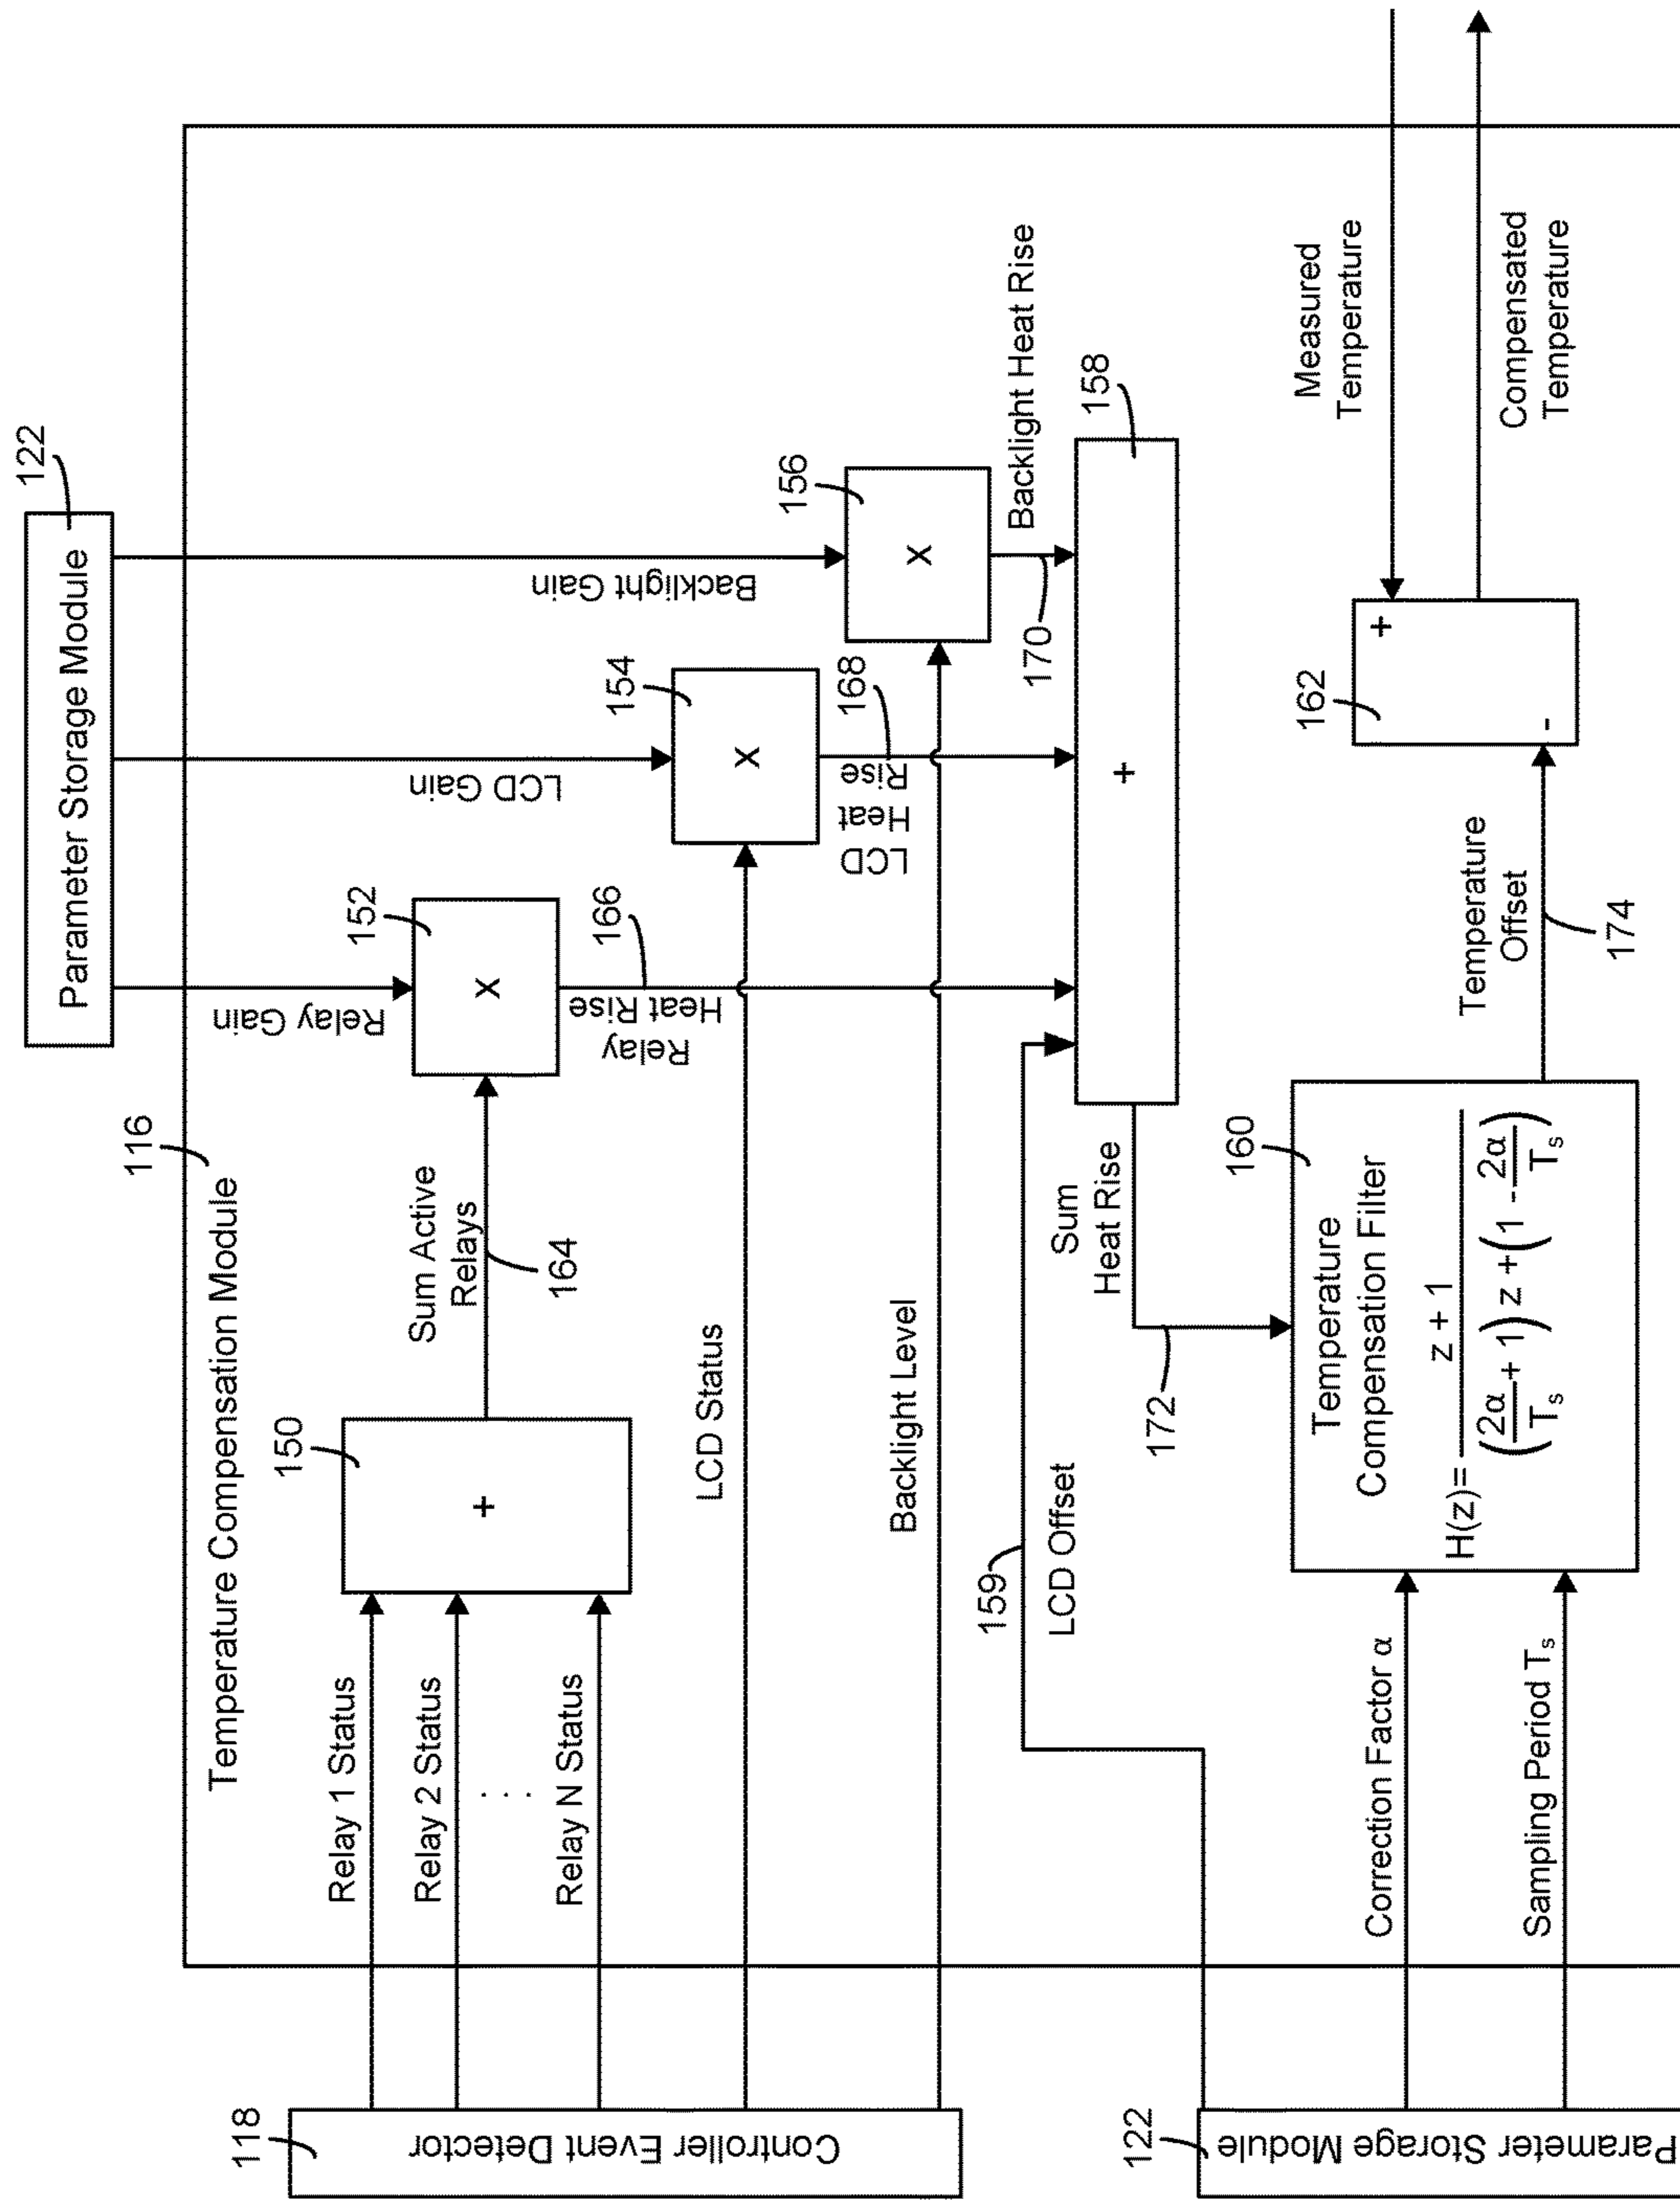 122
Parameter Storage Module
116
Temperature Compensation Module
Relay Gain
LCD Gain
Backlight Gain
118
Controller Event Detector
Relay 1 Status
Relay 2 Status
. . .
Relay N Status
150
+
Sum Active
Relays
164
152
X
166
Relay
Heat Rise
LCD Status
154
X
168
LCD
Heat
Rise
Backlight Level
156
X
170
Backlight Heat Rise
159
LCD Offset
158
+
Sum
Heat Rise
172
122
Parameter Storage Module
Correction Factor α
Sampling Period Tₛ
160
Temperature
Compensation Filter
H(z)= z + 1 / (2α/Tₛ + 1) z + (1 - 2α/Tₛ)
Temperature
Offset
174
162
+
-
Measured
Temperature
Compensated
Temperature